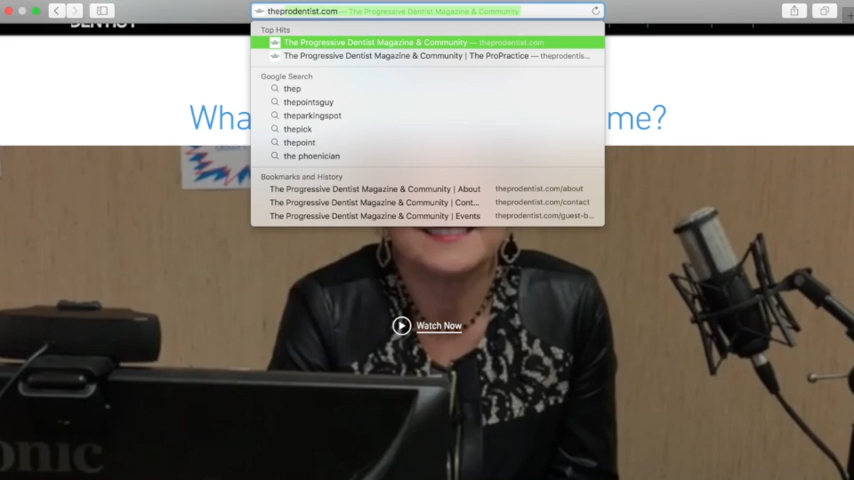 theprodentist.com — The Progressive Dentist Magazine & Community
DENTIST
Top Hits
The Progressive Dentist Magazine & Community — theprodentist.com
The Progressive Dentist Magazine & Community | The ProPractice — theprodentis...
Google Search
thep
thepointsguy
theparkingspot
thepick
thepoint
the phoenician
Bookmarks and History
The Progressive Dentist Magazine & Community | About theprodentist.com/about
The Progressive Dentist Magazine & Community | Cont... theprodentist.com/contact
The Progressive Dentist Magazine & Community | Events theprodentist.com/guest-b...
Wha me?
Watch Now
onic